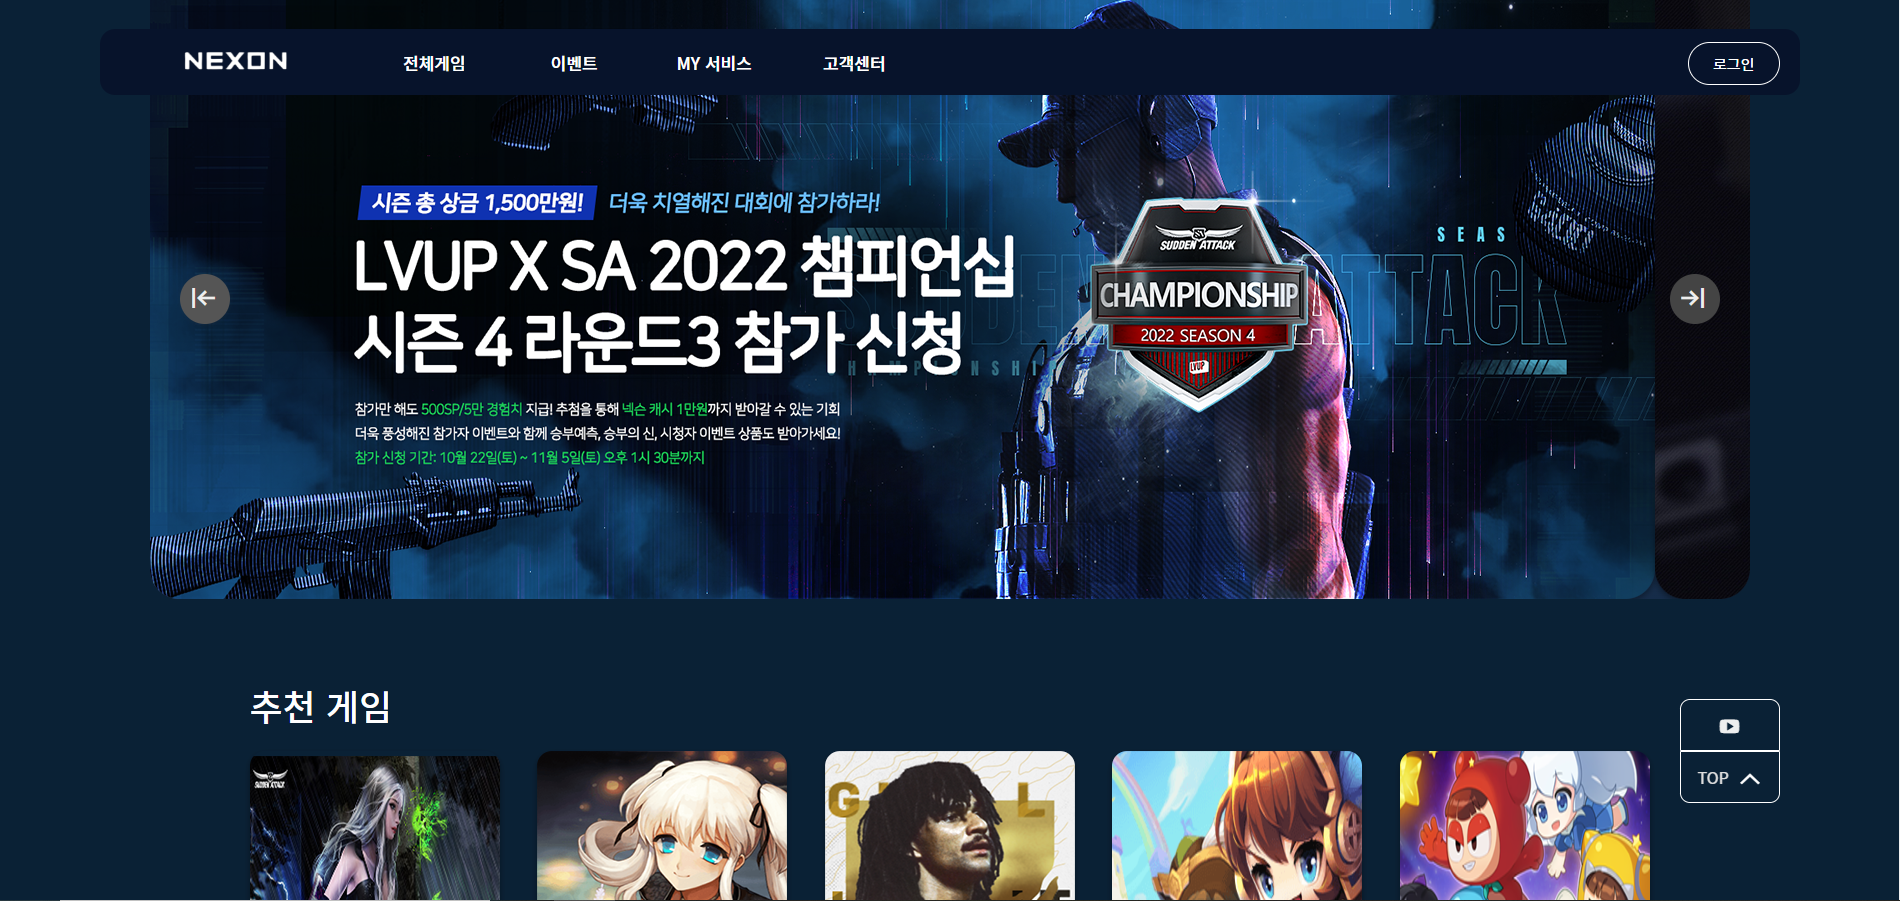 NEXON
전체게임
이벤트
MY 서비스
고객센터
로그인
시즌 총 상금 1,500만원! 더욱 치열해진 대회에 참가하라!
LVUP X SA 2022 챔피언십
시즌 4 라운드3 참가 신청
참가만 해도 500SP/5만 경험치 지급! 추첨을 통해 넥슨 캐시 1만원까지 받아갈 수 있는 기회
더욱 풍성해진 참가자 이벤트와 함께 승부예측, 승부의 신, 시청자 이벤트 상품도 받아가세요!
참가 신청 기간: 10월 22일(토) ~ 11월 5일(토) 오후 1시 30분까지
SUDDEN ATTACK
CHAMPIONSHIP
2022 SEASON 4
LVUP
SEAS
ATTACK
추천 게임
SUDDEN ATTACK
TOP